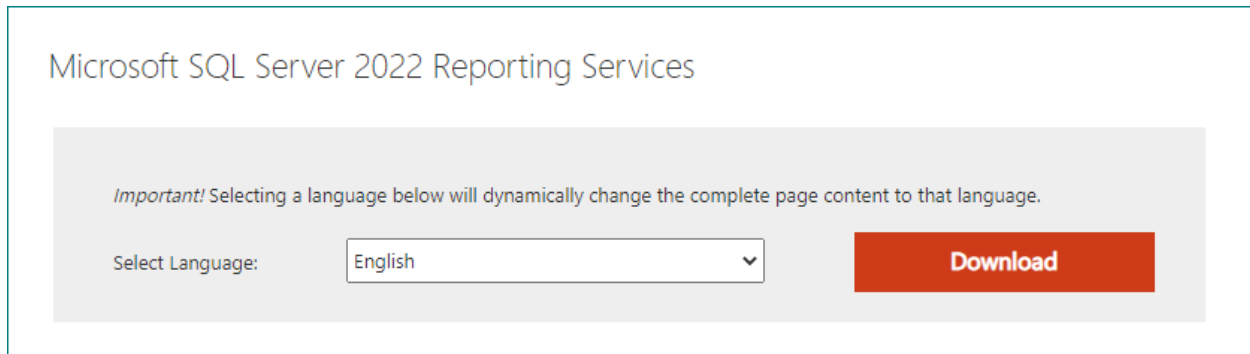 Microsoft SQL Server 2022 Reporting Services
Important! Selecting a language below will dynamically change the complete page content to that language.
Select Language:
English
Download